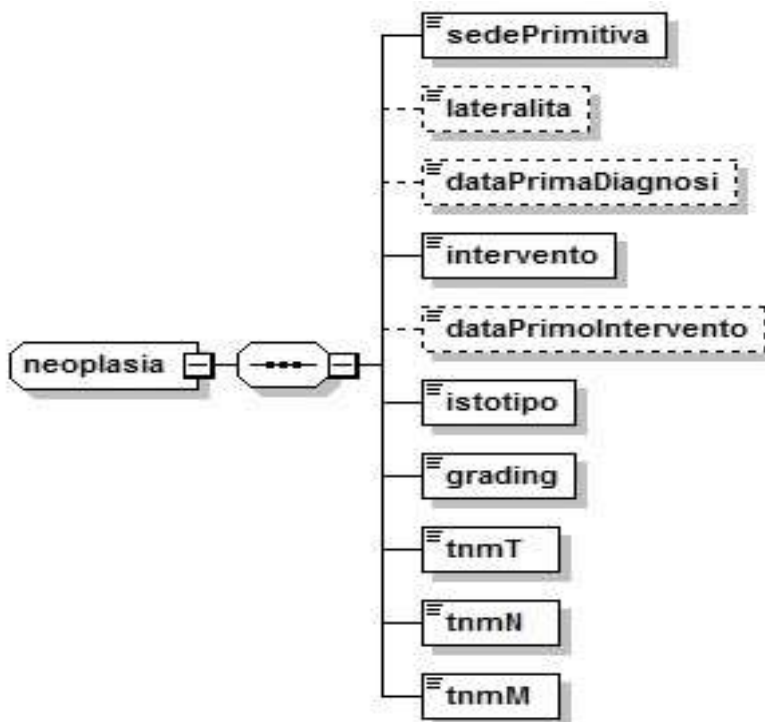 sedePrimitiva
lateralita
dataPrimaDiagnosi
intervento
dataPrimoIntervento
neoplasia
istotipo
grading
tnmT
tnmN
tnmM